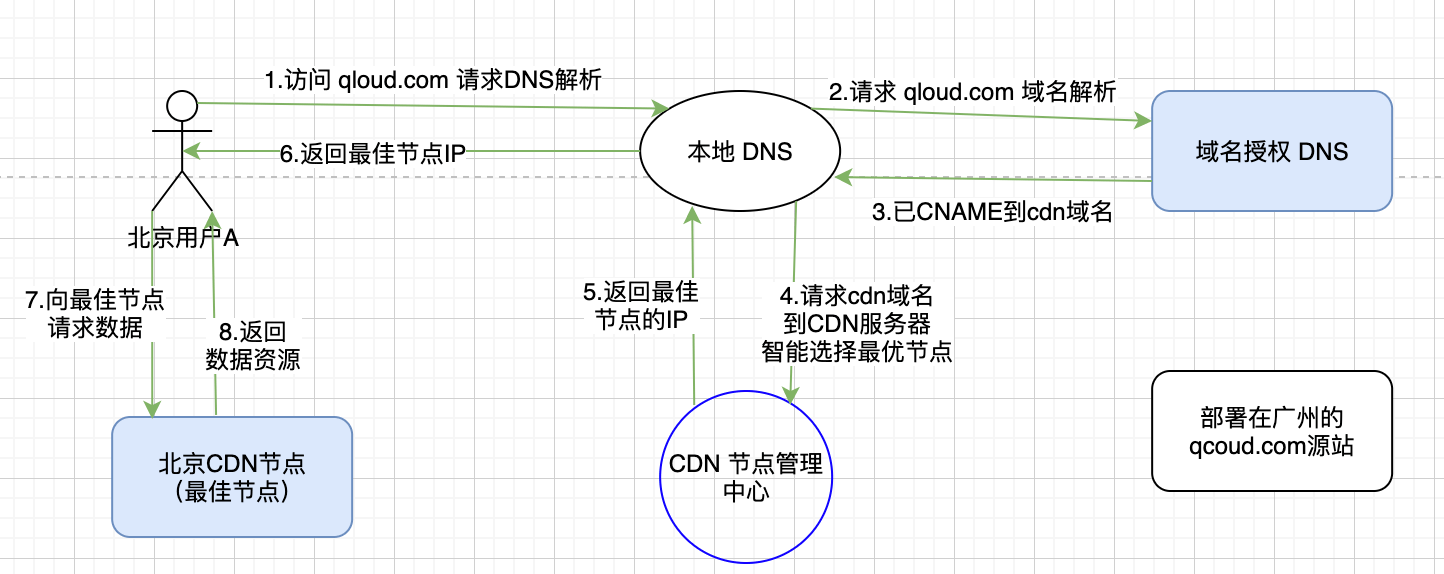 1.访问 qloud.com 请求DNS解析
2.请求 qloud.com 域名解析
本地 DNS
域名授权 DNS
6.返回最佳节点IP
3.已CNAME到cdn域名
北京用户A
7.向最佳节点
请求数据
8.返回
数据资源
5.返回最佳
节点的IP
4.请求cdn域名
到CDN服务器
智能选择最优节点
北京CDN节点
（最佳节点）
CDN 节点管理
中心
部署在广州的
qcoud.com源站